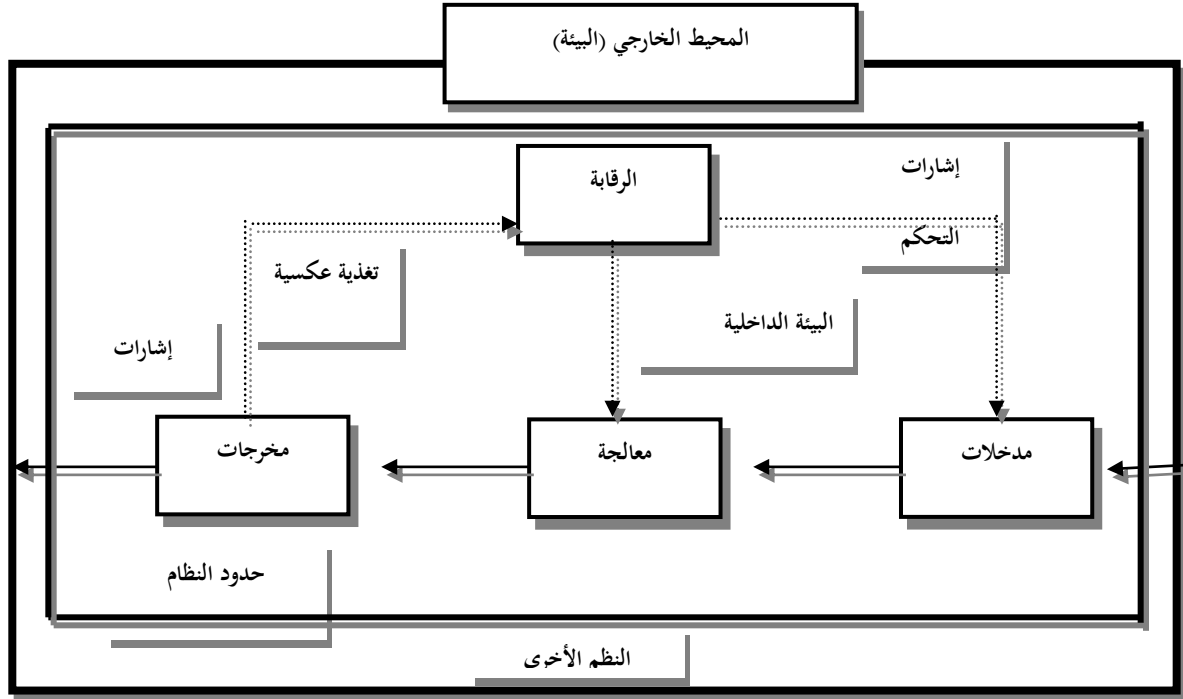 المحيط الخارجي (البيئة)
الرقابة
إشارات
التحكم
تغذية عكسية
البيئة الداخلية
إشارات
مدخلات
معالجة
مخرجات
حدود النظام
النظم الأخرى